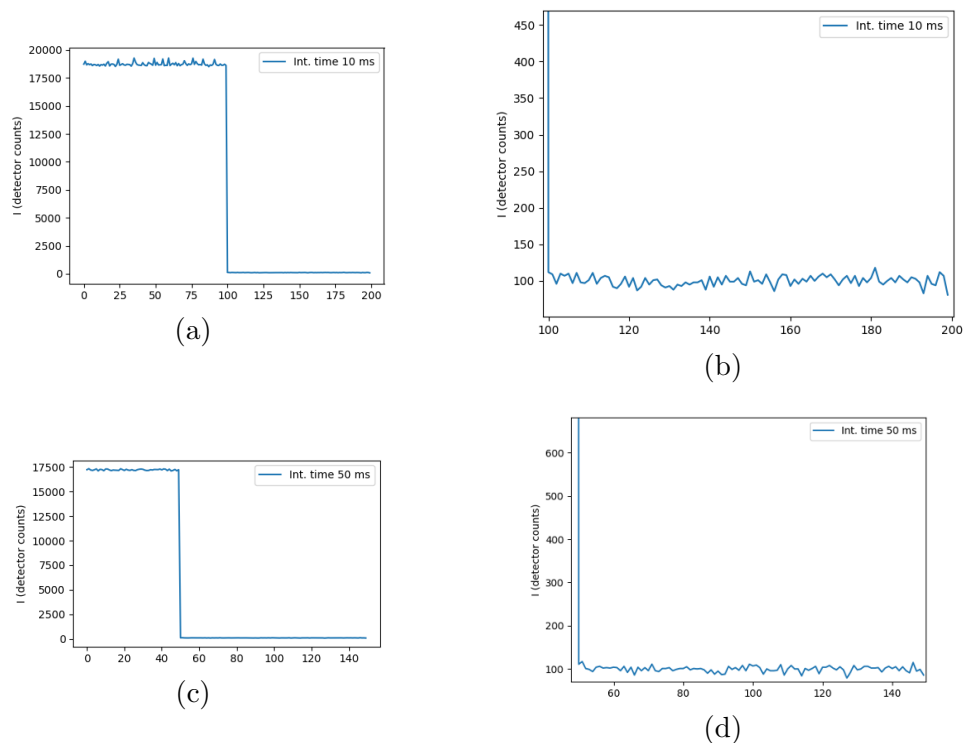 Int. time 10 ms
I (detector counts)
20000
17500
15000
12500
10000
7500
5000
2500
0
0 25 50 75 100 125 150 175 200
(a)
Int. time 10 ms
I (detector counts)
450
400
350
300
250
200
150
100
100 120 140 160 180 200
(b)
Int. time 50 ms
I (detector counts)
17500
15000
12500
10000
7500
5000
2500
0
0 20 40 60 80 100 120 140
(c)
Int. time 50 ms
I (detector counts)
600
500
400
300
200
100
60 80 100 120 140
(d)